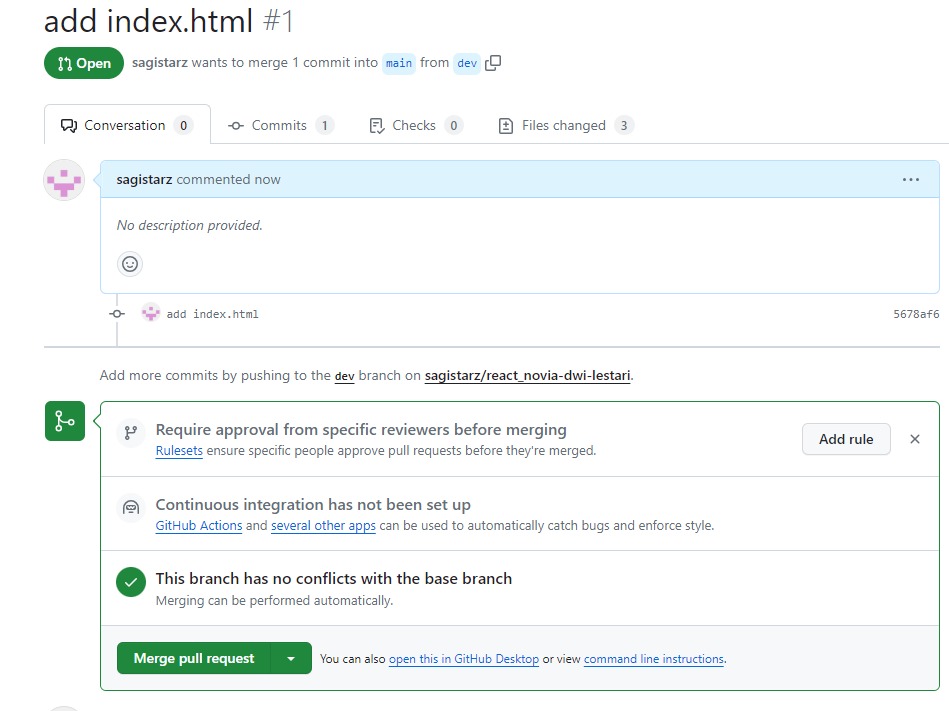 add index.html #1
Open sagistarz wants to merge 1 commit into main from dev
Conversation 0 Commits 1 Checks 0 Files changed 3
sagistarz commented now
No description provided.
add index.html 5678af6
Add more commits by pushing to the dev branch on sagistarz/react_novia-dwi-lestari.
Require approval from specific reviewers before merging
Rulesets ensure specific people approve pull requests before they're merged.
Add rule
Continuous integration has not been set up
GitHub Actions and several other apps can be used to automatically catch bugs and enforce style.
This branch has no conflicts with the base branch
Merging can be performed automatically.
Merge pull request You can also open this in GitHub Desktop or view command line instructions.